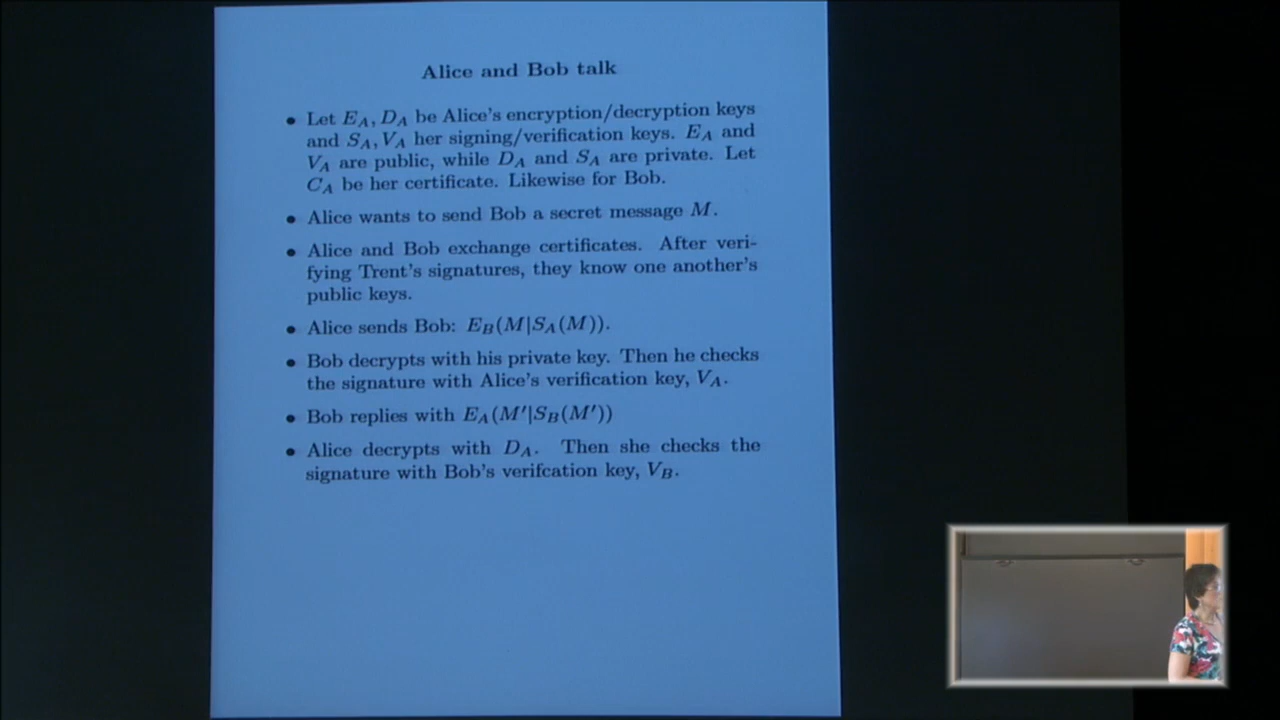 Alice and Bob talk
• Let E_A, D_A be Alice's encryption/decryption keys
and S_A, V_A her signing/verification keys. E_A and
V_A are public, while D_A and S_A are private. Let
C_A be her certificate. Likewise for Bob.
• Alice wants to send Bob a secret message M.
• Alice and Bob exchange certificates. After veri-
fying Trent's signatures, they know one another's
public keys.
• Alice sends Bob: E_B(M|S_A(M)).
• Bob decrypts with his private key. Then he checks
the signature with Alice's verification key, V_A.
• Bob replies with E_A(M′|S_B(M′))
• Alice decrypts with D_A. Then she checks the
signature with Bob's verifcation key, V_B.